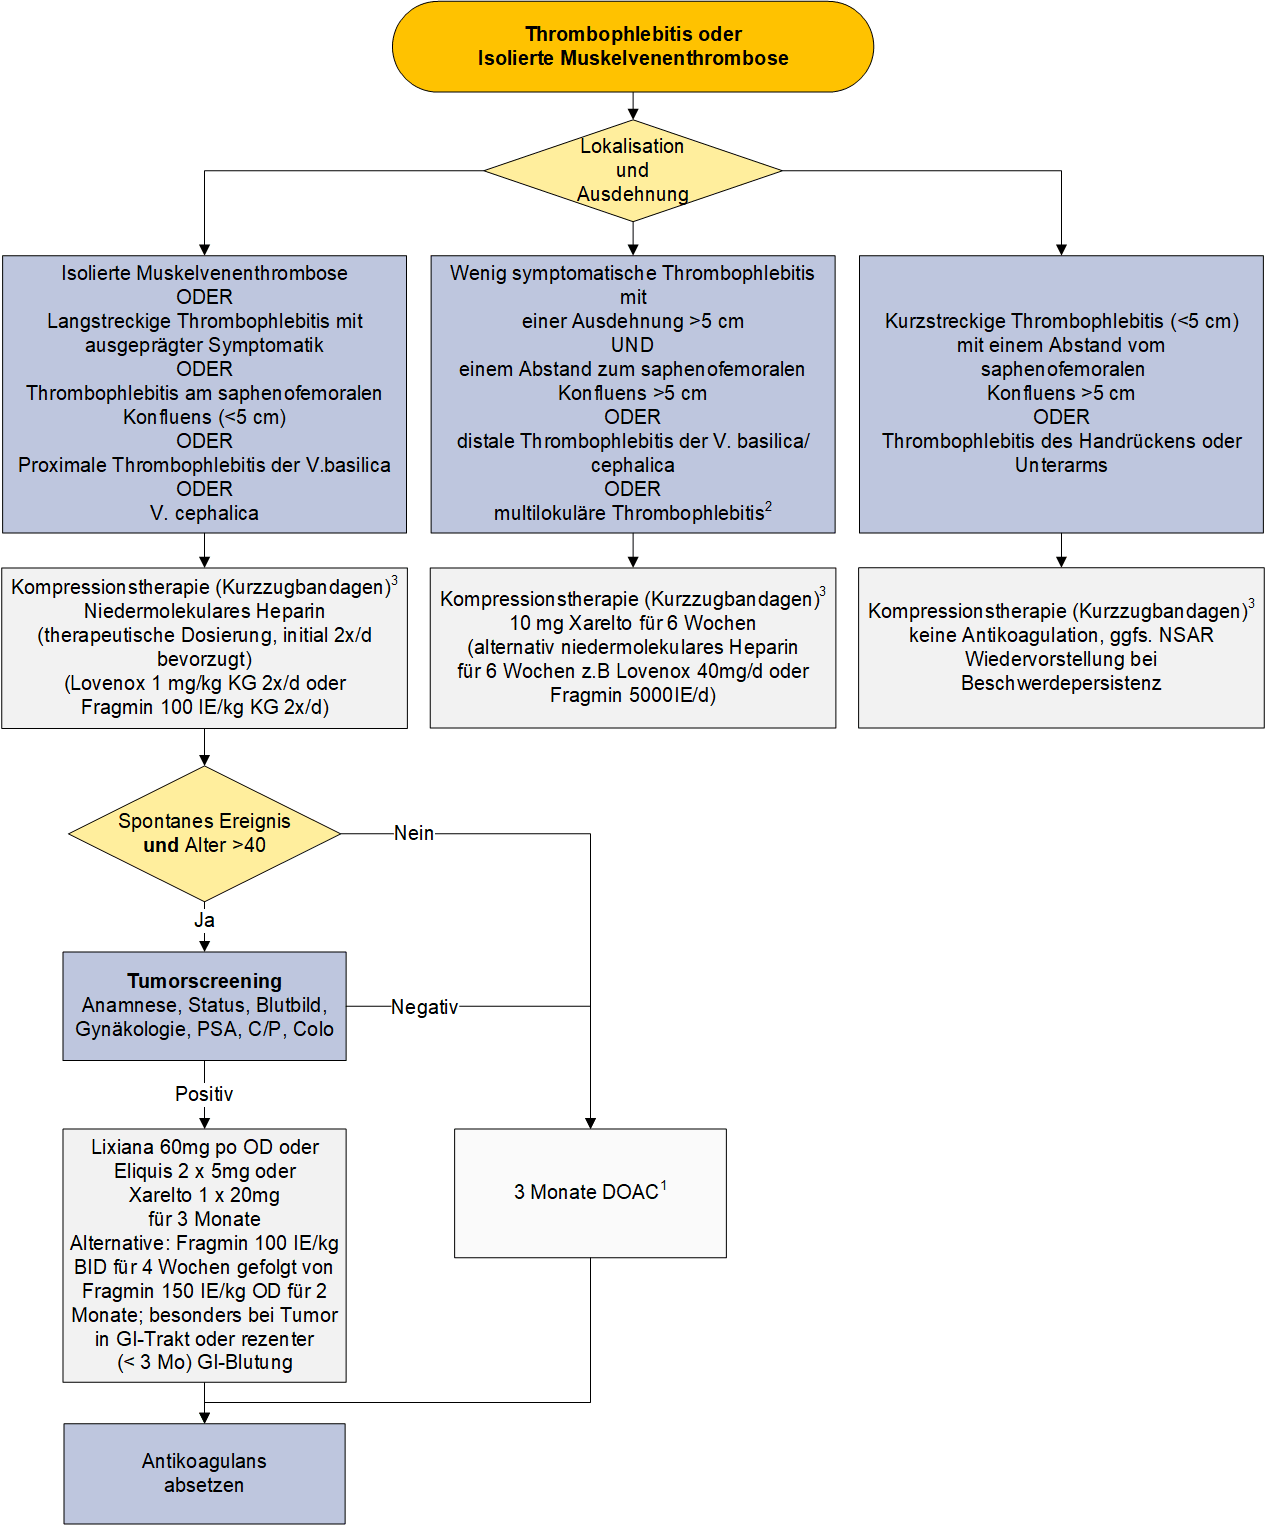 Thrombophlebitis oder
Isolierte Muskelvenenthrombose
Lokalisation
und
Ausdehnung
Isolierte Muskelvenenthrombose
ODER
Langstreckige Thrombophlebitis mit
ausgeprägter Symptomatik
ODER
Thrombophlebitis am saphenofemoralen
Konfluens (<5 cm)
ODER
Proximale Thrombophlebitis der V.basilica
ODER
V. cephalica
Wenig symptomatische Thrombophlebitis
mit
einer Ausdehnung >5 cm
UND
einem Abstand zum saphenofemoralen
Konfluens >5 cm
ODER
distale Thrombophlebitis der V. basilica/
cephalica
ODER
multilokuläre Thrombophlebitis²
Kurzstreckige Thrombophlebitis (<5 cm)
mit einem Abstand vom
saphenofemoralen
Konfluens >5 cm
ODER
Thrombophlebitis des Handrückens oder
Unterarms
Kompressionstherapie (Kurzzugbandagen)³
Niedermolekulares Heparin
(therapeutische Dosierung, initial 2x/d
bevorzugt)
(Lovenox 1 mg/kg KG 2x/d oder
Fragmin 100 IE/kg KG 2x/d)
Kompressionstherapie (Kurzzugbandagen)³
10 mg Xarelto für 6 Wochen
(alternativ niedermolekulares Heparin
für 6 Wochen z.B Lovenox 40mg/d oder
Fragmin 5000IE/d)
Kompressionstherapie (Kurzzugbandagen)³
keine Antikoagulation, ggfs. NSAR
Wiedervorstellung bei
Beschwerdepersistenz
Spontanes Ereignis
und Alter >40
Nein
Ja
Tumorscreening
Anamnese, Status, Blutbild,
Gynäkologie, PSA, C/P, Colo
Negativ
Positiv
Lixiana 60mg po OD oder
Eliquis 2 x 5mg oder
Xarelto 1 x 20mg
für 3 Monate
Alternative: Fragmin 100 IE/kg
BID für 4 Wochen gefolgt von
Fragmin 150 IE/kg OD für 2
Monate; besonders bei Tumor
in GI-Trakt oder rezenter
(< 3 Mo) GI-Blutung
3 Monate DOAC¹
Antikoagulans
absetzen